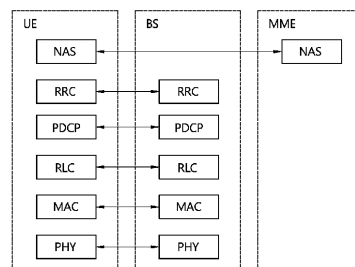 UE BS MME
NAS NAS
RRC RRC
PDCP PDCP
RLC RLC
MAC MAC
PHY PHY